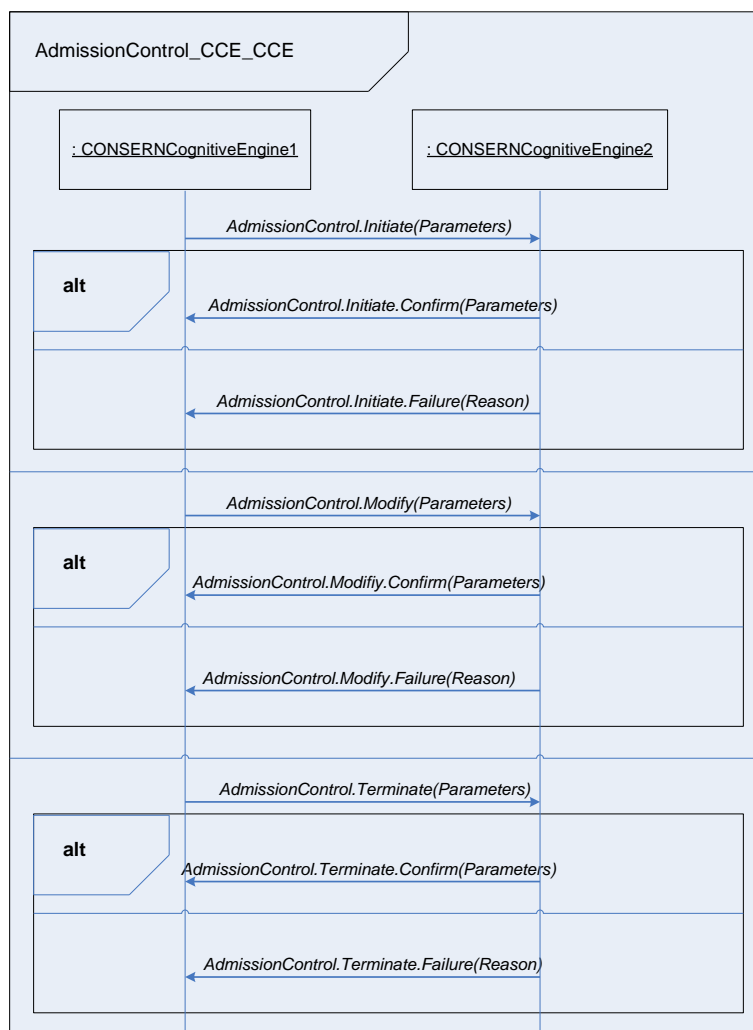 AdmissionControl_CCE_CCE
: CONSERNCognitiveEngine1
: CONSERNCognitiveEngine2
AdmissionControl.Initiate(Parameters)
alt
AdmissionControl.Initiate.Confirm(Parameters)
AdmissionControl.Initiate.Failure(Reason)
AdmissionControl.Modify(Parameters)
alt
AdmissionControl.Modifiy.Confirm(Parameters)
AdmissionControl.Modify.Failure(Reason)
AdmissionControl.Terminate(Parameters)
alt
AdmissionControl.Terminate.Confirm(Parameters)
AdmissionControl.Terminate.Failure(Reason)